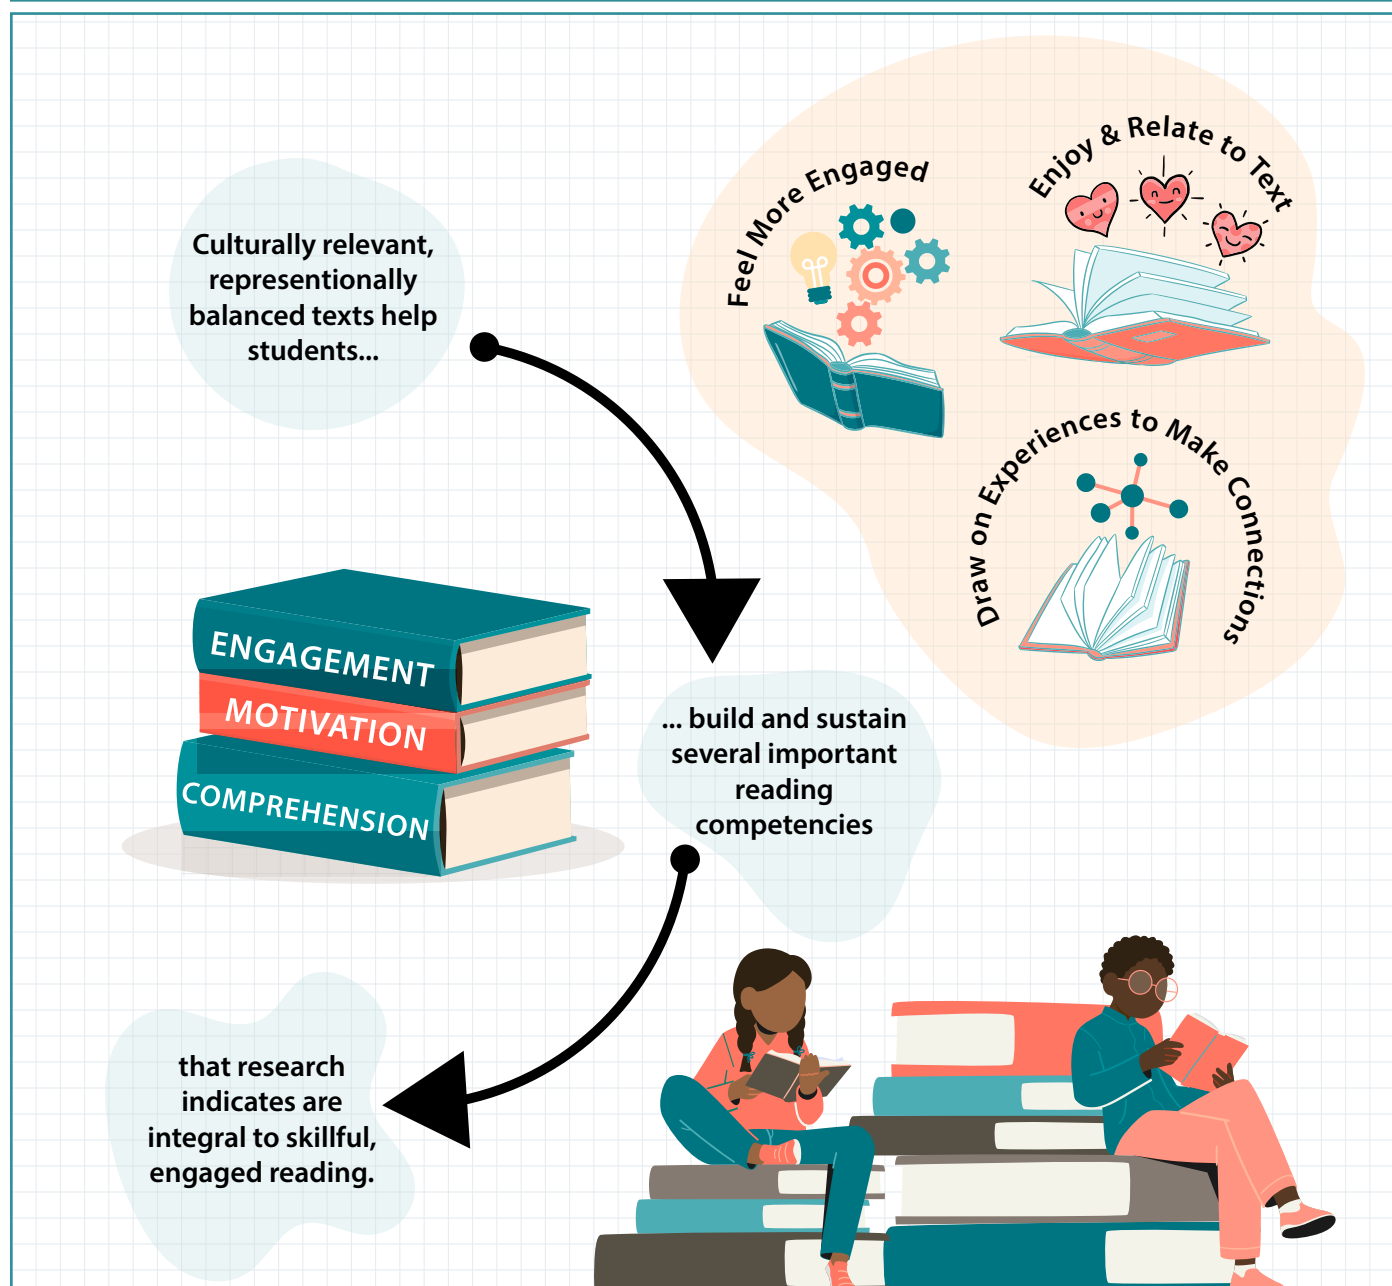 Culturally relevant,
representionally
balanced texts help
students...
Feel More Engaged
Enjoy & Relate to Text
Draw on Experiences to Make Connections
... build and sustain
several important
reading
competencies
ENGAGEMENT
MOTIVATION
COMPREHENSION
that research
indicates are
integral to skillful,
engaged reading.